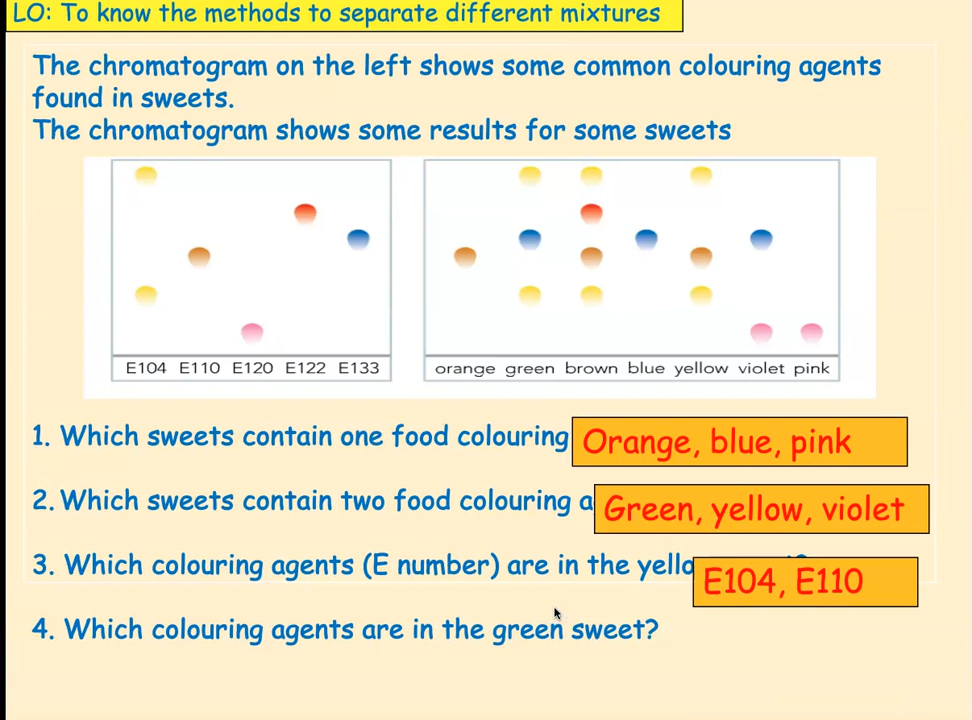 LO: To know the methods to separate different mixtures
The chromatogram on the left shows some common colouring agents
found in sweets.
The chromatogram shows some results for some sweets
E104 E110 E120 E122 E133
orange green brown blue yellow violet pink
1. Which sweets contain one food colouring
Orange, blue, pink
2. Which sweets contain two food colouring
Green, yellow, violet
3. Which colouring agents (E number) are in the
E104, E110
4. Which colouring agents are in the green sweet?